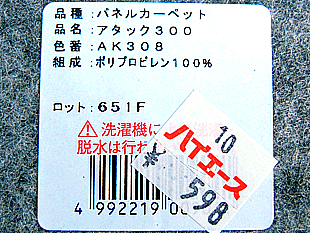 品種：パネルカーペット
品名：アタック３００
色番：ＡＫ３０８
組成：ポリプロピレン１００％
ロット：６５１Ｆ
⚠洗濯機に
脱水は行わ
10
ハイエース
¥598
4 992219 00